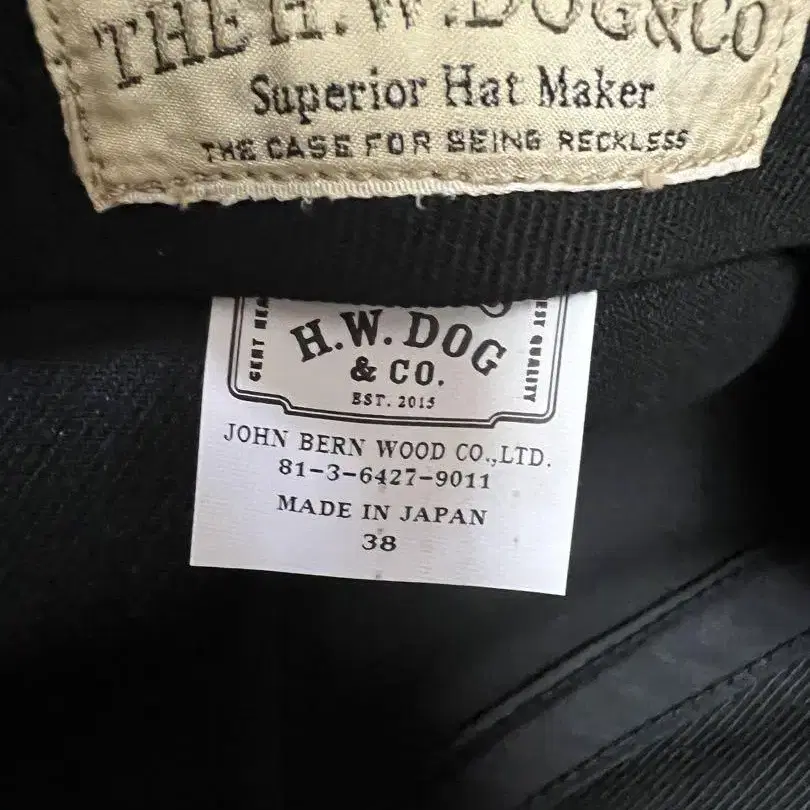 THE H.W.DOG&CO
Superior Hat Maker
THE CASE FOR BEING RECKLESS
H.W. DOG
& CO.
EST. 2015
QUALITY
JOHN BERN WOOD CO.,LTD.
81-3-6427-9011
MADE IN JAPAN
38